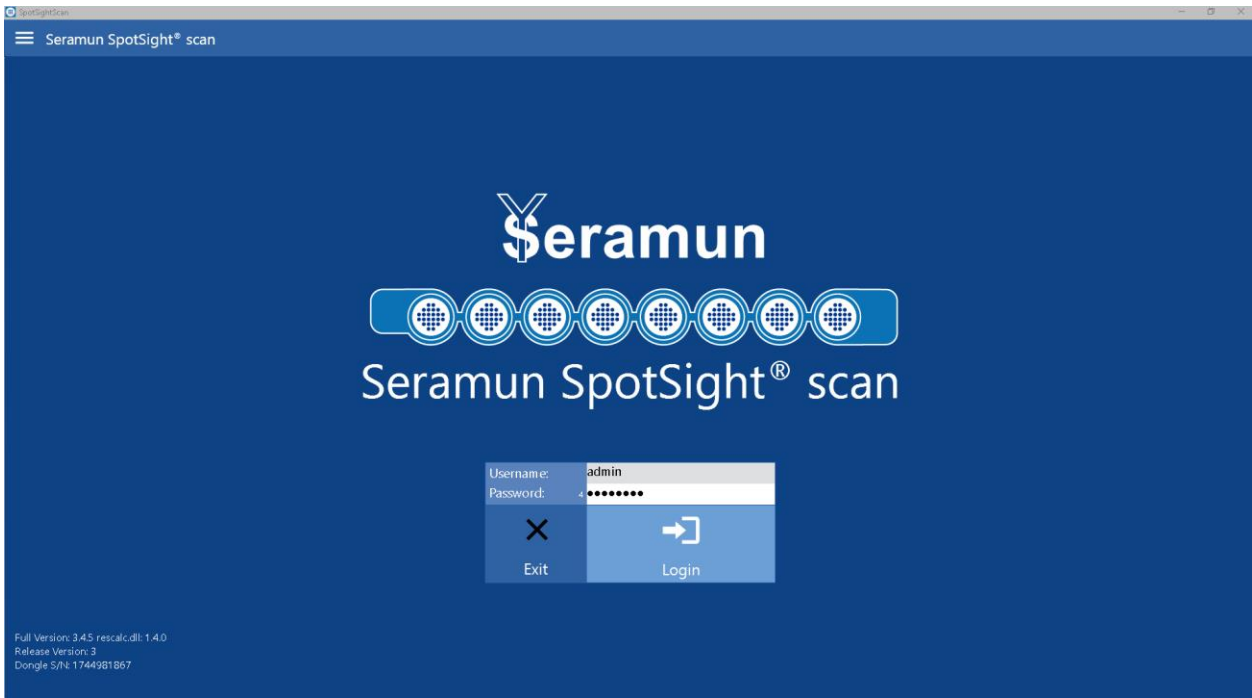 SpotSightScan
Seramun SpotSight® scan
Seramun
Seramun SpotSight® scan
Username: admin
Password: 4 ••••••••
Exit Login
Full Version: 3.4.5 rescalc.dll: 1.4.0
Release Version: 3
Dongle S/N: 1744981867